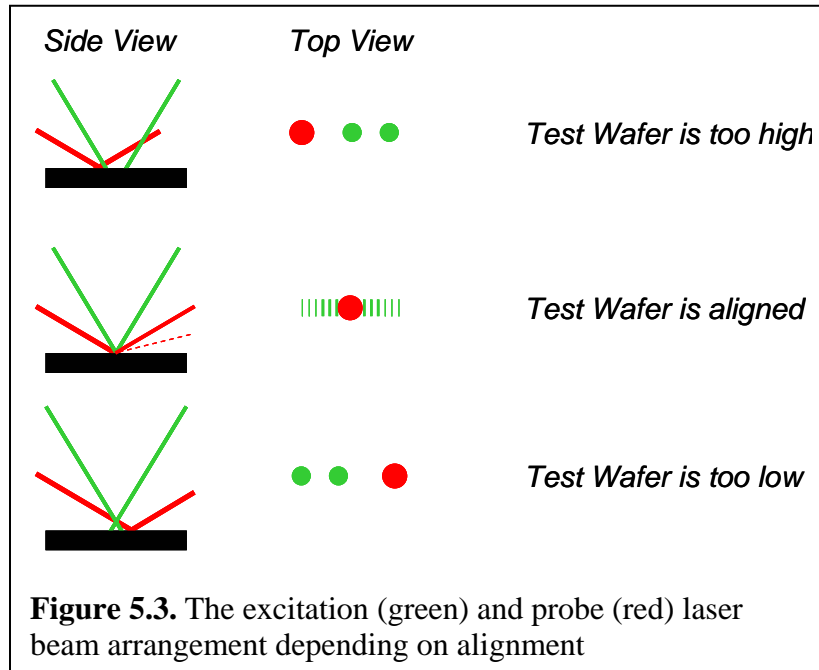 Side View Top View
Test Wafer is too high
Test Wafer is aligned
Test Wafer is too low
Figure 5.3. The excitation (green) and probe (red) laser
beam arrangement depending on alignment